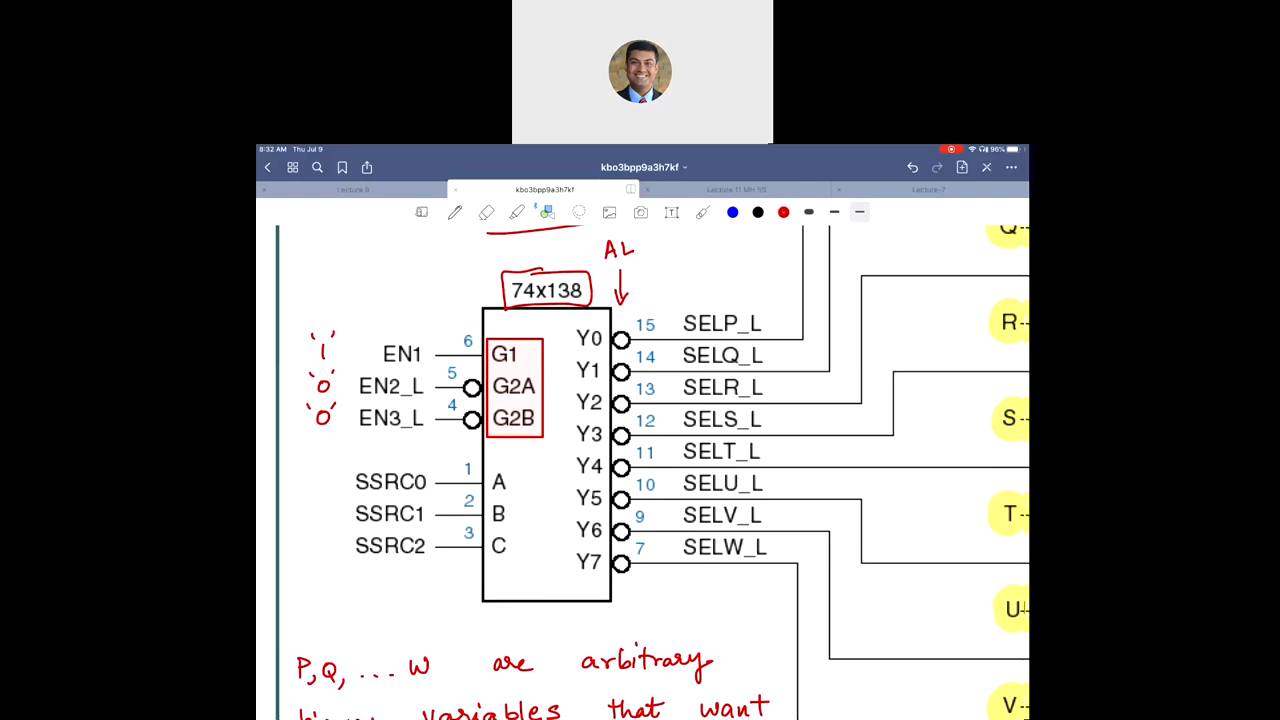 8:32 AM Thu Jul 9
96%
kbo3bpp9a3h7kf
Lecture 9
kbo3bpp9a3h7kf
Lecture 11 MH SS
Lecture-7
T
AL
Q
74x138
15 SELP_L
Y0
R
'1' EN1 6 G1
14 SELQ_L
Y1
'0' EN2_L 5 G2A
13 SELR_L
Y2
'0' EN3_L 4 G2B
12 SELS_L
Y3
S
11 SELT_L
Y4
SSRC0 1 A
10 SELU_L
Y5
SSRC1 2 B
9 SELV_L
Y6
T
SSRC2 3 C
7 SELW_L
Y7
U
P,Q, ... W are arbitrary
variables that want
V